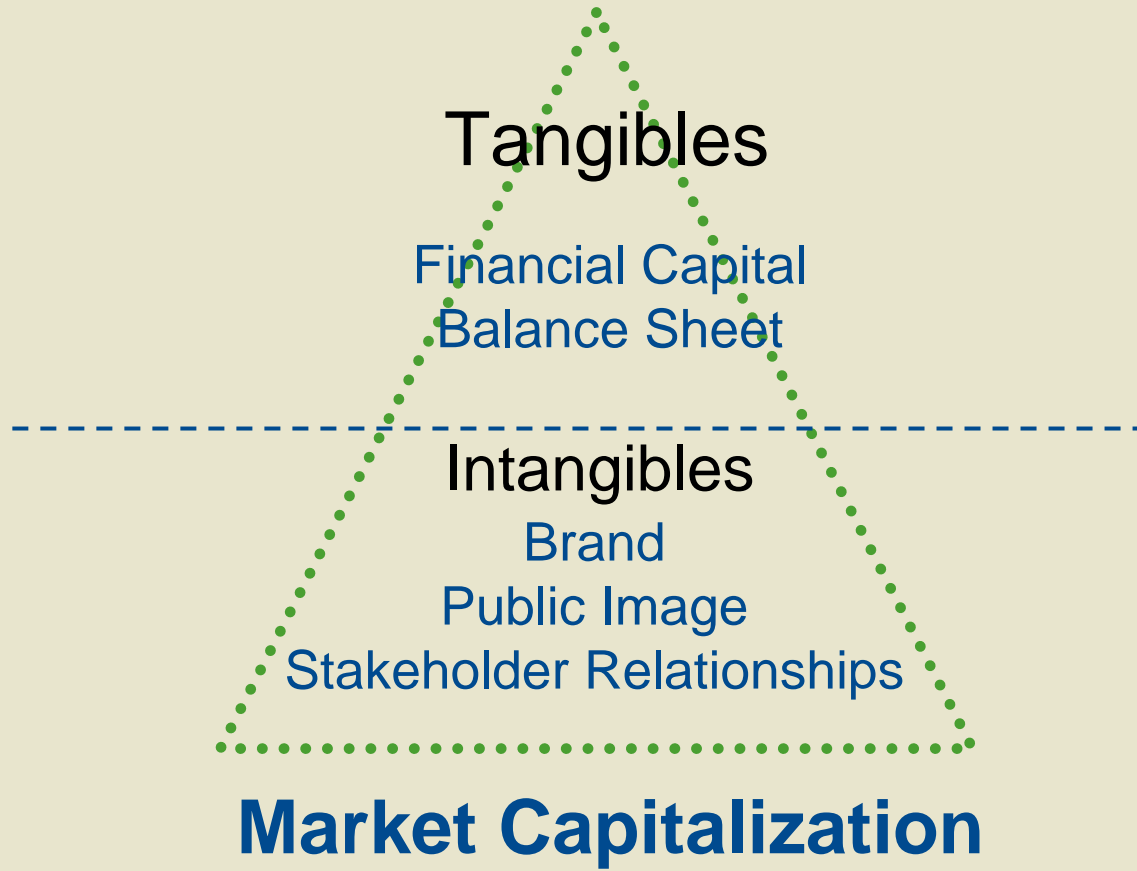 Tangibles
Financial Capital
Balance Sheet
Intangibles
Brand
Public Image
Stakeholder Relationships
Market Capitalization